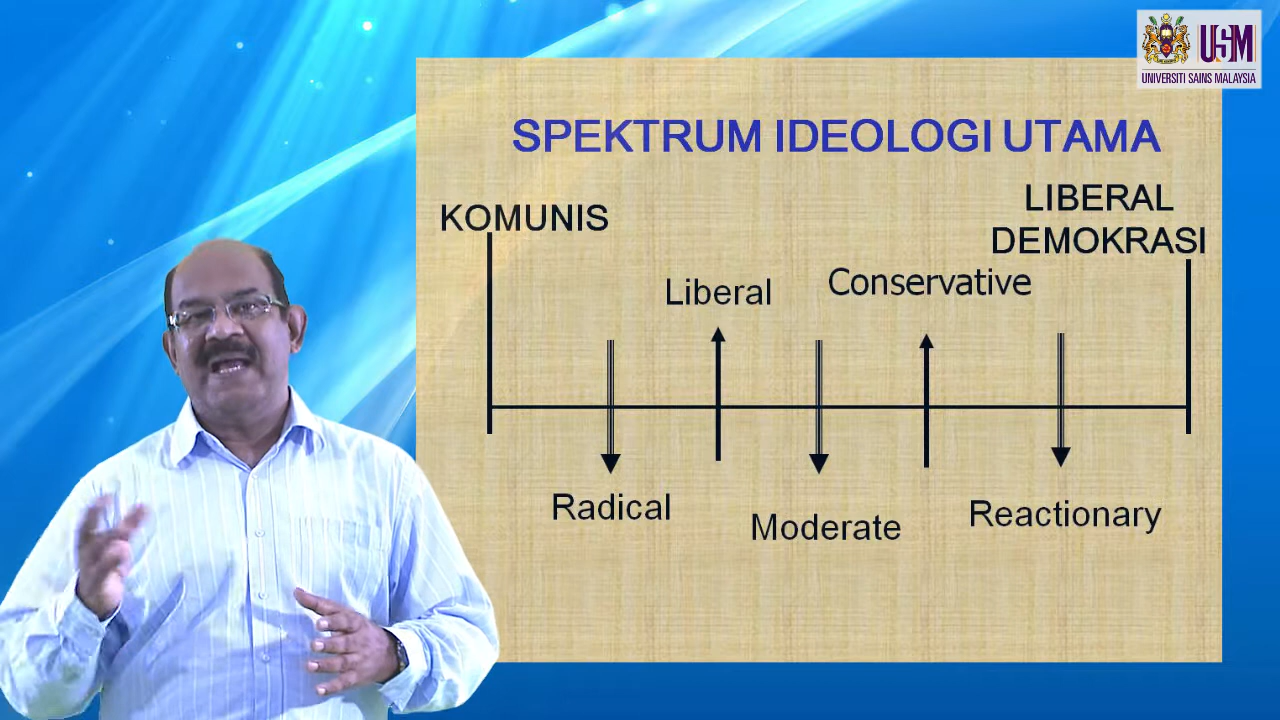 USM
UNIVERSITI SAINS MALAYSIA
SPEKTRUM IDEOLOGI UTAMA
KOMUNIS
LIBERAL
DEMOKRASI
Liberal
Conservative
Radical
Moderate
Reactionary